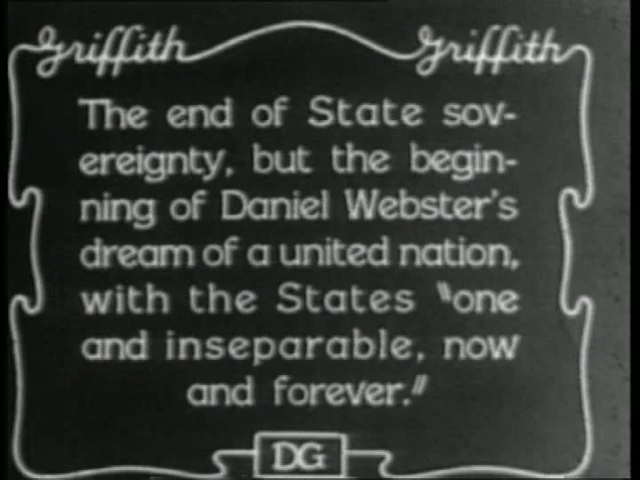 Griffith Griffith
The end of State sov-
ereignty, but the begin-
ning of Daniel Webster's
dream of a united nation,
with the States "one
and inseparable, now
and forever."
DG